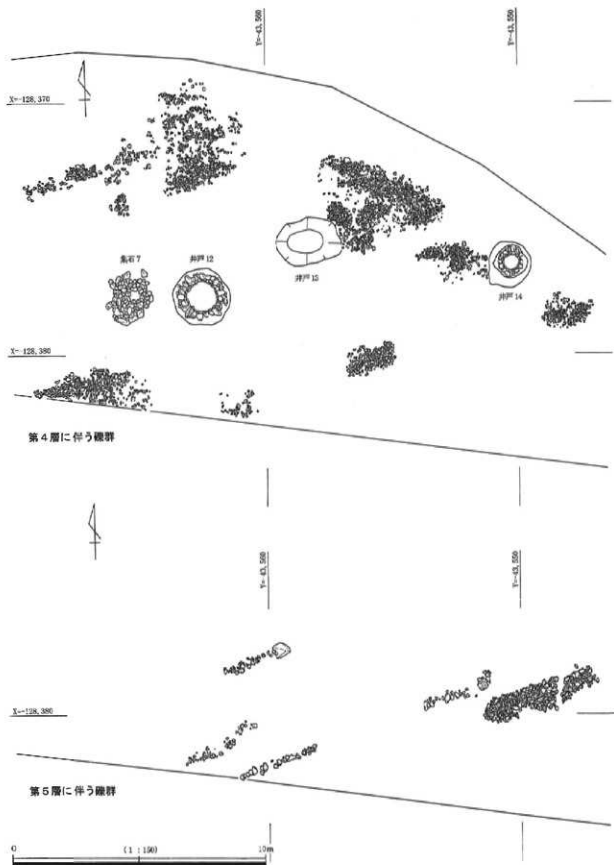 Y=-43,560
Y=-43,550
X=-128,370
集石7
井戸12
井戸13
井戸14
X=-128,380
第4層に伴う礫群
Y=-43,560
Y=-43,550
X=-128,380
第5層に伴う礫群
0
(1:150)
10m